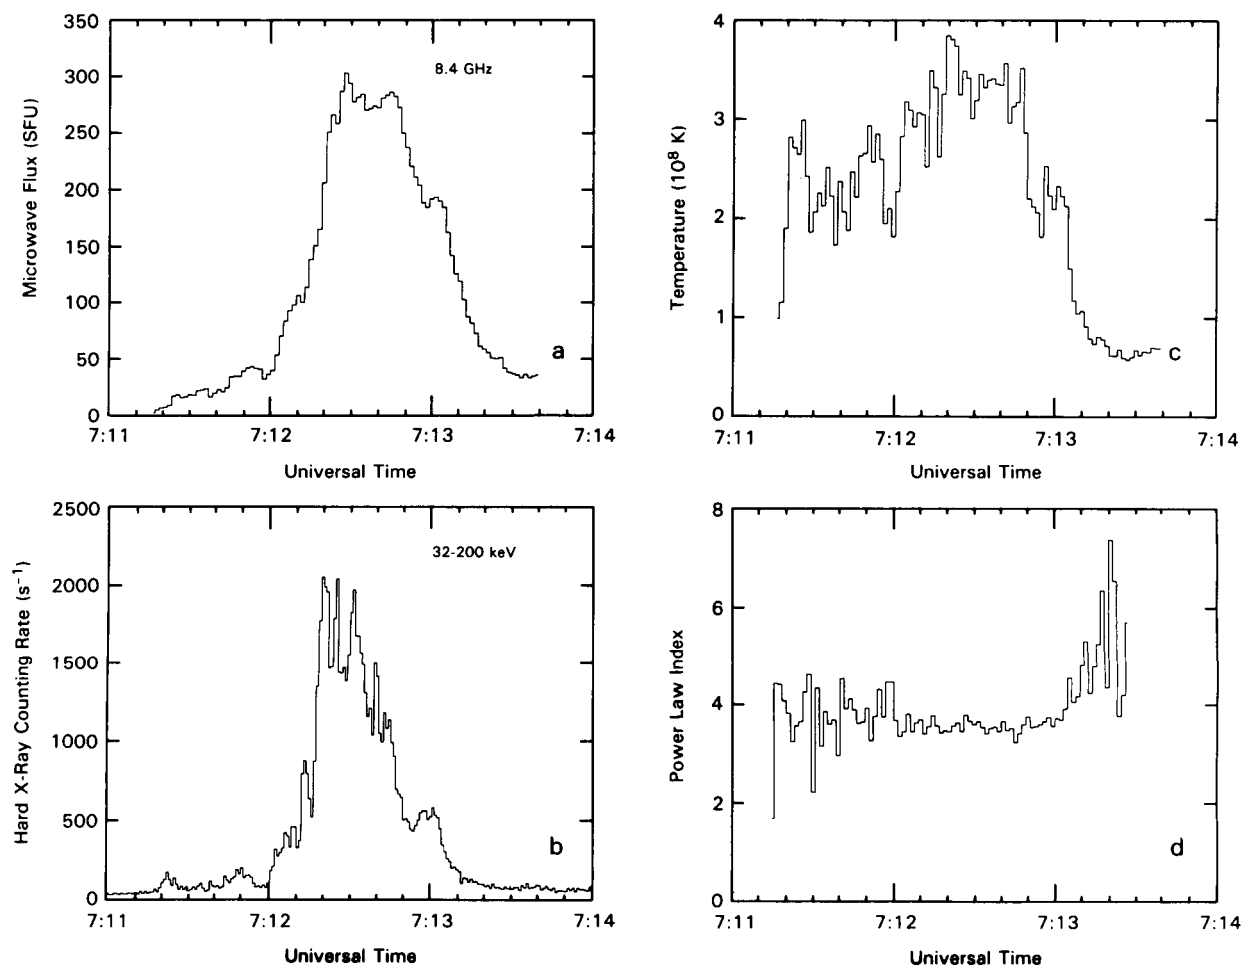 350
300
250
200
150
100
50
0
Microwave Flux (SFU)
8.4 GHz
a
7:11 7:12 7:13 7:14
Universal Time
4
3
2
1
0
Temperature (10⁸ K)
c
7:11 7:12 7:13 7:14
Universal Time
2500
2000
1500
1000
500
0
Hard X-Ray Counting Rate (s⁻¹)
32-200 keV
b
7:11 7:12 7:13 7:14
Universal Time
8
6
4
2
0
Power Law Index
d
7:11 7:12 7:13 7:14
Universal Time